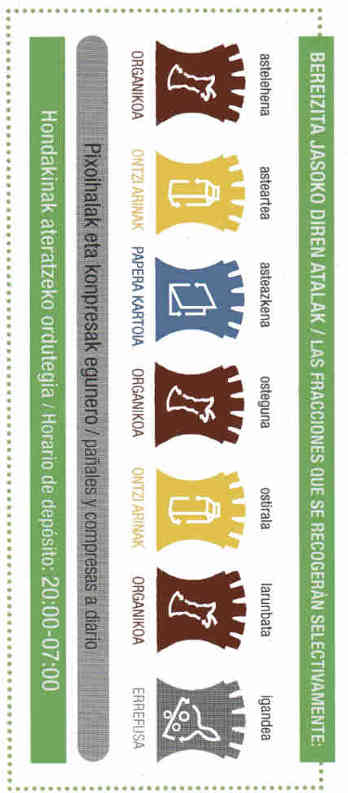 BEREIZITA JASOKO DIREN ATALAK / LAS FRACCIONES QUE SE RECOGERÁN SELECTIVAMENTE:
astelehena asteartea asteazkena osteguna ostirala larunbata igandea
ORGANIKOA ONTZI ARINAK PAPERA KARTOIA ORGANIKOA ONTZI ARINAK ORGANIKOA ERREFUSA
Pixoihalak eta konpresak egunero / pañales y compresas a diario
Hondakinak ateratzeko ordutegia / Horario de depósito: 20:00-07:00